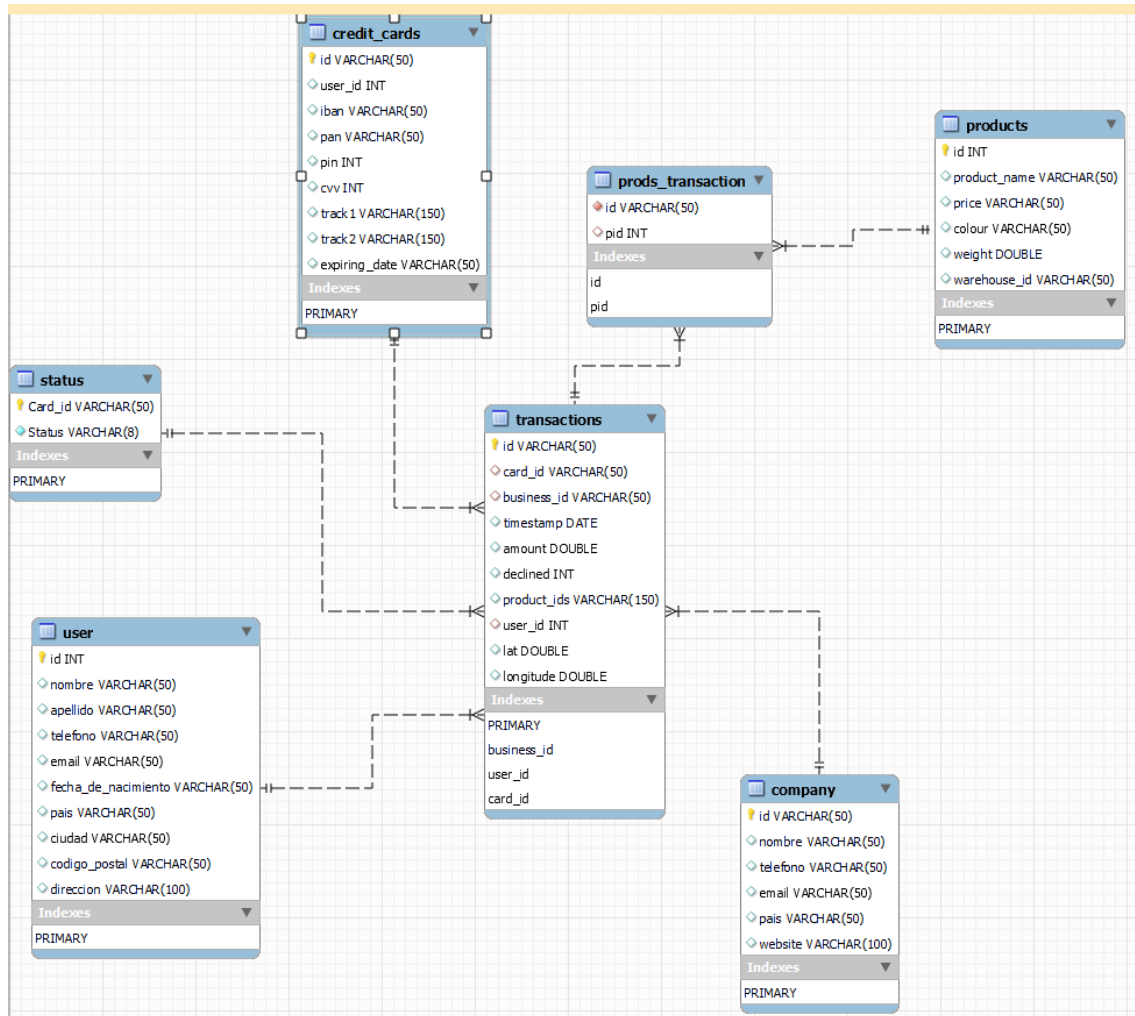 credit_cards
id VARCHAR(50)
user_id INT
iban VARCHAR(50)
pan VARCHAR(50)
pin INT
cvv INT
track1 VARCHAR(150)
track2 VARCHAR(150)
expiring_date VARCHAR(50)
Indexes
PRIMARY
products
id INT
product_name VARCHAR(50)
price VARCHAR(50)
colour VARCHAR(50)
weight DOUBLE
warehouse_id VARCHAR(50)
Indexes
PRIMARY
prods_transaction
id VARCHAR(50)
pid INT
Indexes
id
pid
status
Card_id VARCHAR(50)
Status VARCHAR(8)
Indexes
PRIMARY
transactions
id VARCHAR(50)
card_id VARCHAR(50)
business_id VARCHAR(50)
timestamp DATE
amount DOUBLE
declined INT
product_ids VARCHAR(150)
user_id INT
lat DOUBLE
longitude DOUBLE
Indexes
PRIMARY
business_id
user_id
card_id
user
id INT
nombre VARCHAR(50)
apellido VARCHAR(50)
telefono VARCHAR(50)
email VARCHAR(50)
fecha_de_nacimiento VARCHAR(50)
pais VARCHAR(50)
ciudad VARCHAR(50)
codigo_postal VARCHAR(50)
direccion VARCHAR(100)
Indexes
PRIMARY
company
id VARCHAR(50)
nombre VARCHAR(50)
telefono VARCHAR(50)
email VARCHAR(50)
pais VARCHAR(50)
website VARCHAR(100)
Indexes
PRIMARY